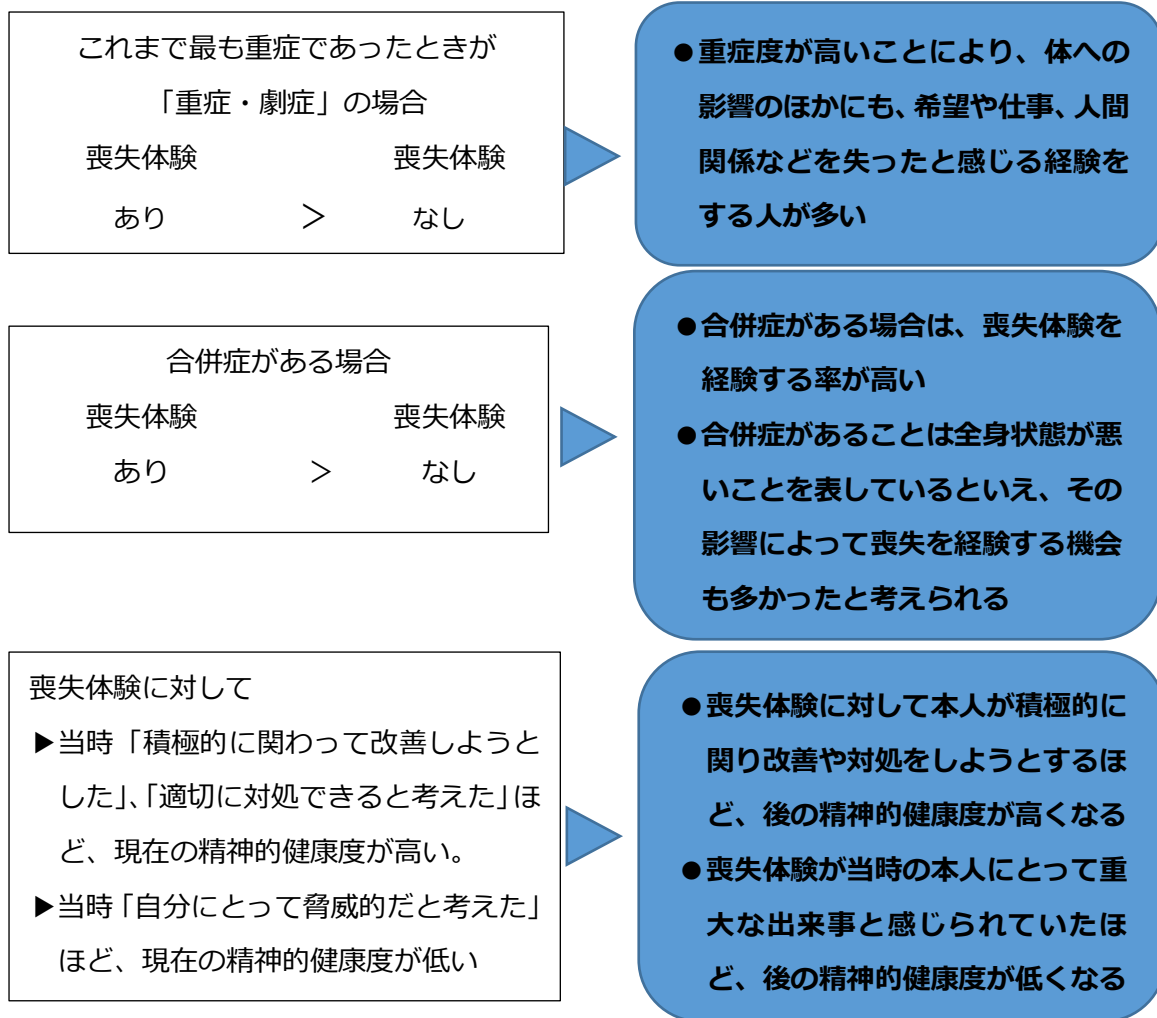 これまで最も重症であったときが
「重症・劇症」の場合
喪失体験 喪失体験
あり ＞ なし
●重症度が高いことにより、体への
影響のほかにも、希望や仕事、人間
関係などを失ったと感じる経験を
する人が多い
合併症がある場合
喪失体験 喪失体験
あり ＞ なし
●合併症がある場合は、喪失体験を
経験する率が高い
●合併症があることは全身状態が悪
いことを表しているといえ、その
影響によって喪失を経験する機会
も多かったと考えられる
喪失体験に対して
▶当時「積極的に関わって改善しようと
した」、「適切に対処できると考えた」ほ
ど、現在の精神的健康度が高い。
▶当時「自分にとって脅威的だと考えた」
ほど、現在の精神的健康度が低い
●喪失体験に対して本人が積極的に
関り改善や対処をしようとするほ
ど、後の精神的健康度が高くなる
●喪失体験が当時の本人にとって重
大な出来事と感じられていたほ
ど、後の精神的健康度が低くなる